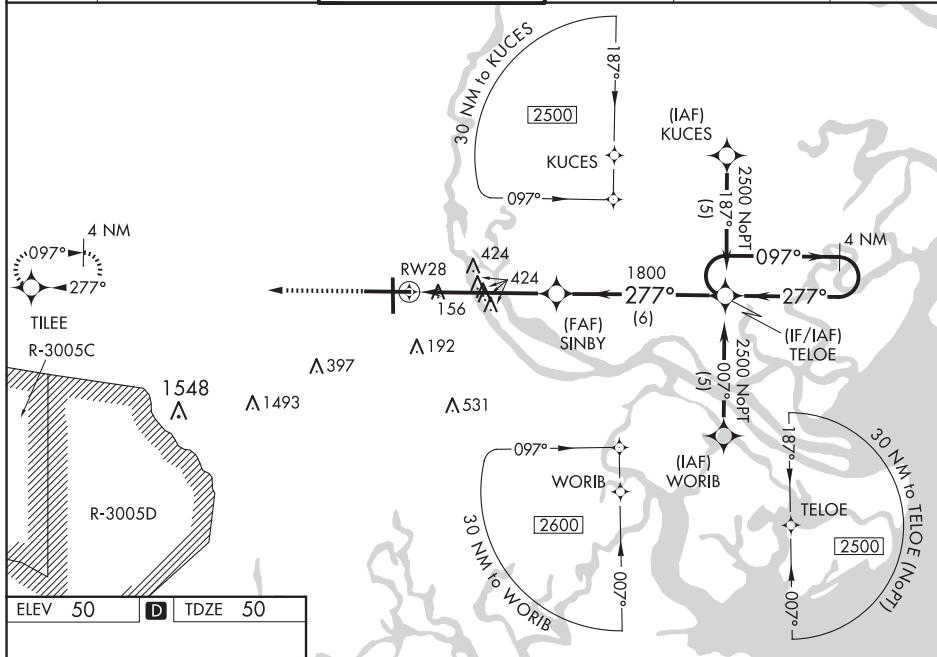 30 NM to KUCES
187°
2500
KUCES
097°
(IAF)
KUCES
2500 NoPT
187°
(5)
4 NM
097°
277°
TILEE
4 NM
097°
277°
RW28
424
424
156
1800
277°
(6)
(FAF)
SINBY
(IF/IAF)
TELOE
R-3005C
1548
397
192
1493
531
2500 NoPT
007°
(5)
(IAF)
WORIB
R-3005D
097°
WORIB
2600
007°
30 NM to WORIB
187°
TELOE
2500
007°
30 NM to TELOE (NoPT)
ELEV 50 D TDZE 50